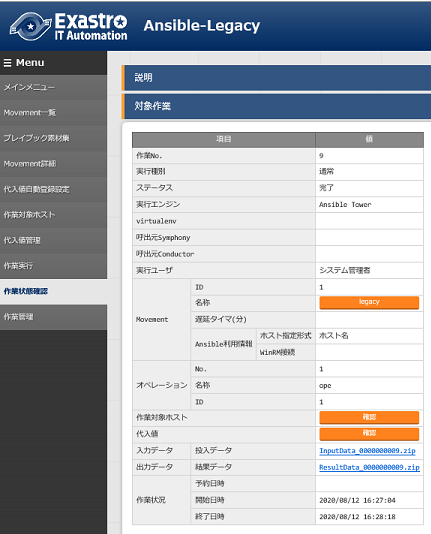 Exastro
IT Automation
Ansible-Legacy
Menu
メインメニュー
Movement一覧
プレイブック素材集
Movement詳細
代入値自動登録設定
作業対象ホスト
代入値管理
作業実行
作業状態確認
作業管理
説明
対象作業
項目 値
作業No. 9
実行種別 通常
ステータス 完了
実行エンジン Ansible Tower
virtualenv
呼出元Symphony
呼出元Conductor
実行ユーザ システム管理者
Movement
ID 1
名称 legacy
遅延タイマ(分)
Ansible利用情報
ホスト指定形式 ホスト名
WinRM接続
オペレーション
No. 1
名称 ope
ID 1
作業対象ホスト 確認
代入値 確認
入力データ 投入データ InputData_0000000009.zip
出力データ 結果データ ResultData_0000000009.zip
作業状況
予約日時
開始日時 2020/08/12 16:27:04
終了日時 2020/08/12 16:28:18